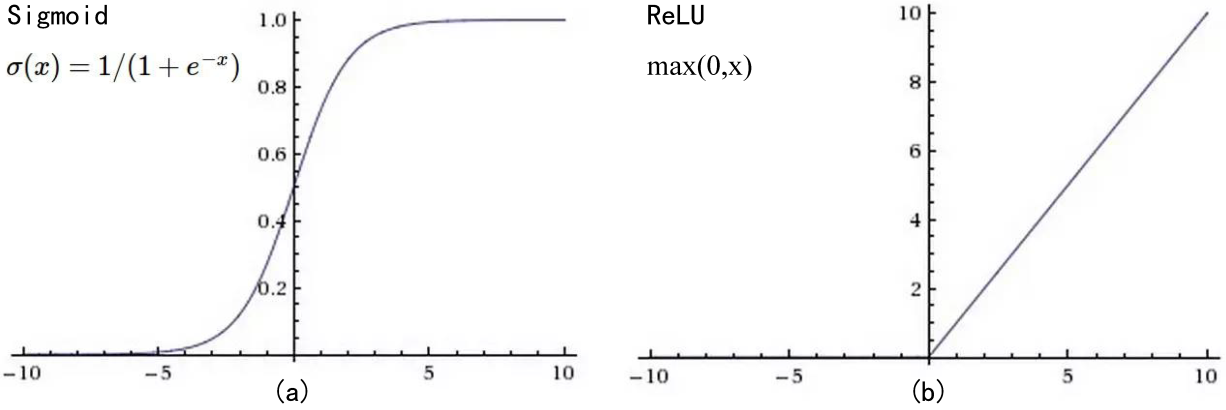 Sigmoid
σ(x) = 1/(1 + e^{-x})
1.0
0.8
0.6
0.4
0.2
−10 −5 5 10
(a)
ReLU
max(0,x)
10
8
6
4
2
−10 −5 5 10
(b)